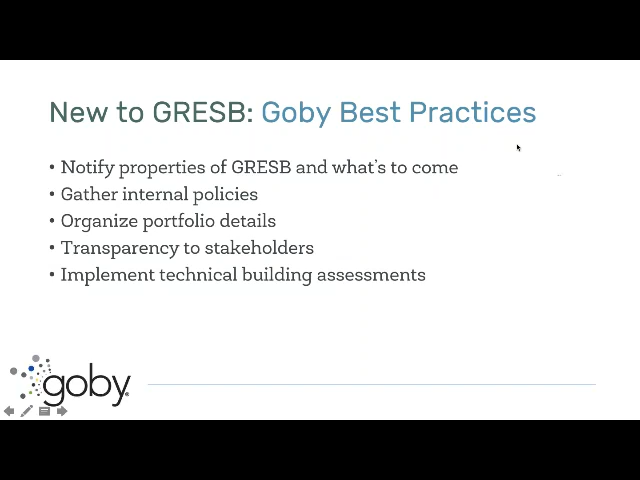 New to GRESB: Goby Best Practices
• Notify properties of GRESB and what's to come
• Gather internal policies
• Organize portfolio details
• Transparency to stakeholders
• Implement technical building assessments
goby